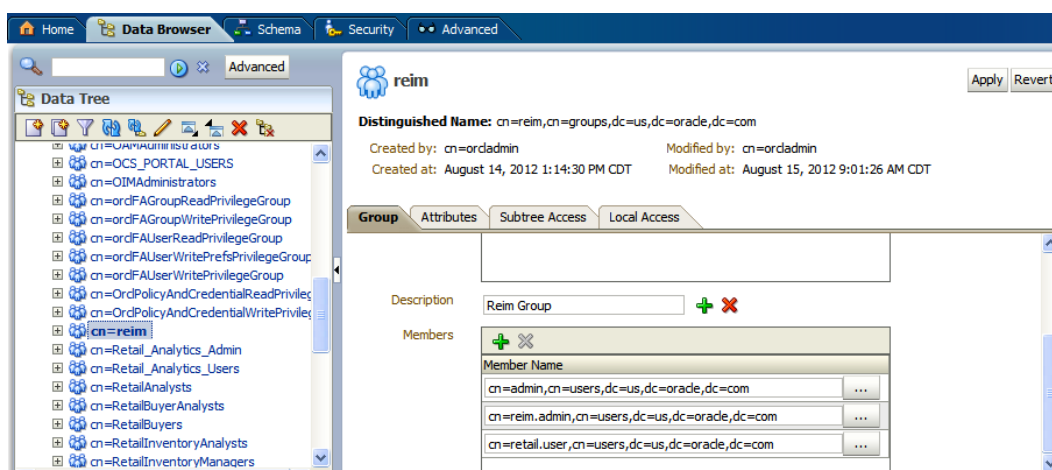 Home Data Browser Schema Security Advanced
Advanced
Data Tree
cn=OAMAdministrators
cn=OCS_PORTAL_USERS
cn=OIMAdministrators
cn=orclFAGroupReadPrivilegeGroup
cn=orclFAGroupWritePrivilegeGroup
cn=orclFAUserReadPrivilegeGroup
cn=orclFAUserWritePrefsPrivilegeGroup
cn=orclFAUserWritePrivilegeGroup
cn=OrclPolicyAndCredentialReadPrivileg
cn=OrclPolicyAndCredentialWritePrivileg
cn=reim
cn=Retail_Analytics_Admin
cn=Retail_Analytics_Users
cn=RetailAnalysts
cn=RetailBuyerAnalysts
cn=RetailBuyers
cn=RetailInventoryAnalysts
cn=RetailInventoryManagers
reim
Apply Revert
Distinguished Name: cn=reim,cn=groups,dc=us,dc=oracle,dc=com
Created by: cn=orcladmin Modified by: cn=orcladmin
Created at: August 14, 2012 1:14:30 PM CDT Modified at: August 15, 2012 9:01:26 AM CDT
Group Attributes Subtree Access Local Access
Description Reim Group
Members
Member Name
cn=admin,cn=users,dc=us,dc=oracle,dc=com ...
cn=reim.admin,cn=users,dc=us,dc=oracle,dc=com ...
cn=retail.user,cn=users,dc=us,dc=oracle,dc=com ...